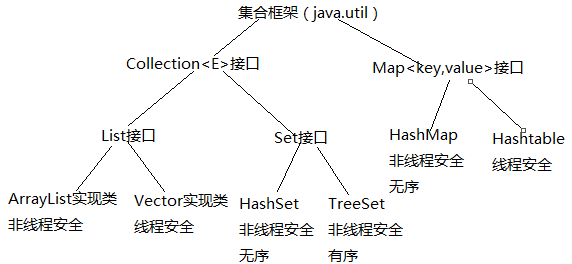 集合框架（java.util）
Collection<E>接口
Map<key,value>接口
List接口
Set接口
HashMap
非线程安全
无序
Hashtable
线程安全
ArrayList实现类
非线程安全
Vector实现类
线程安全
HashSet
非线程安全
无序
TreeSet
非线程安全
有序